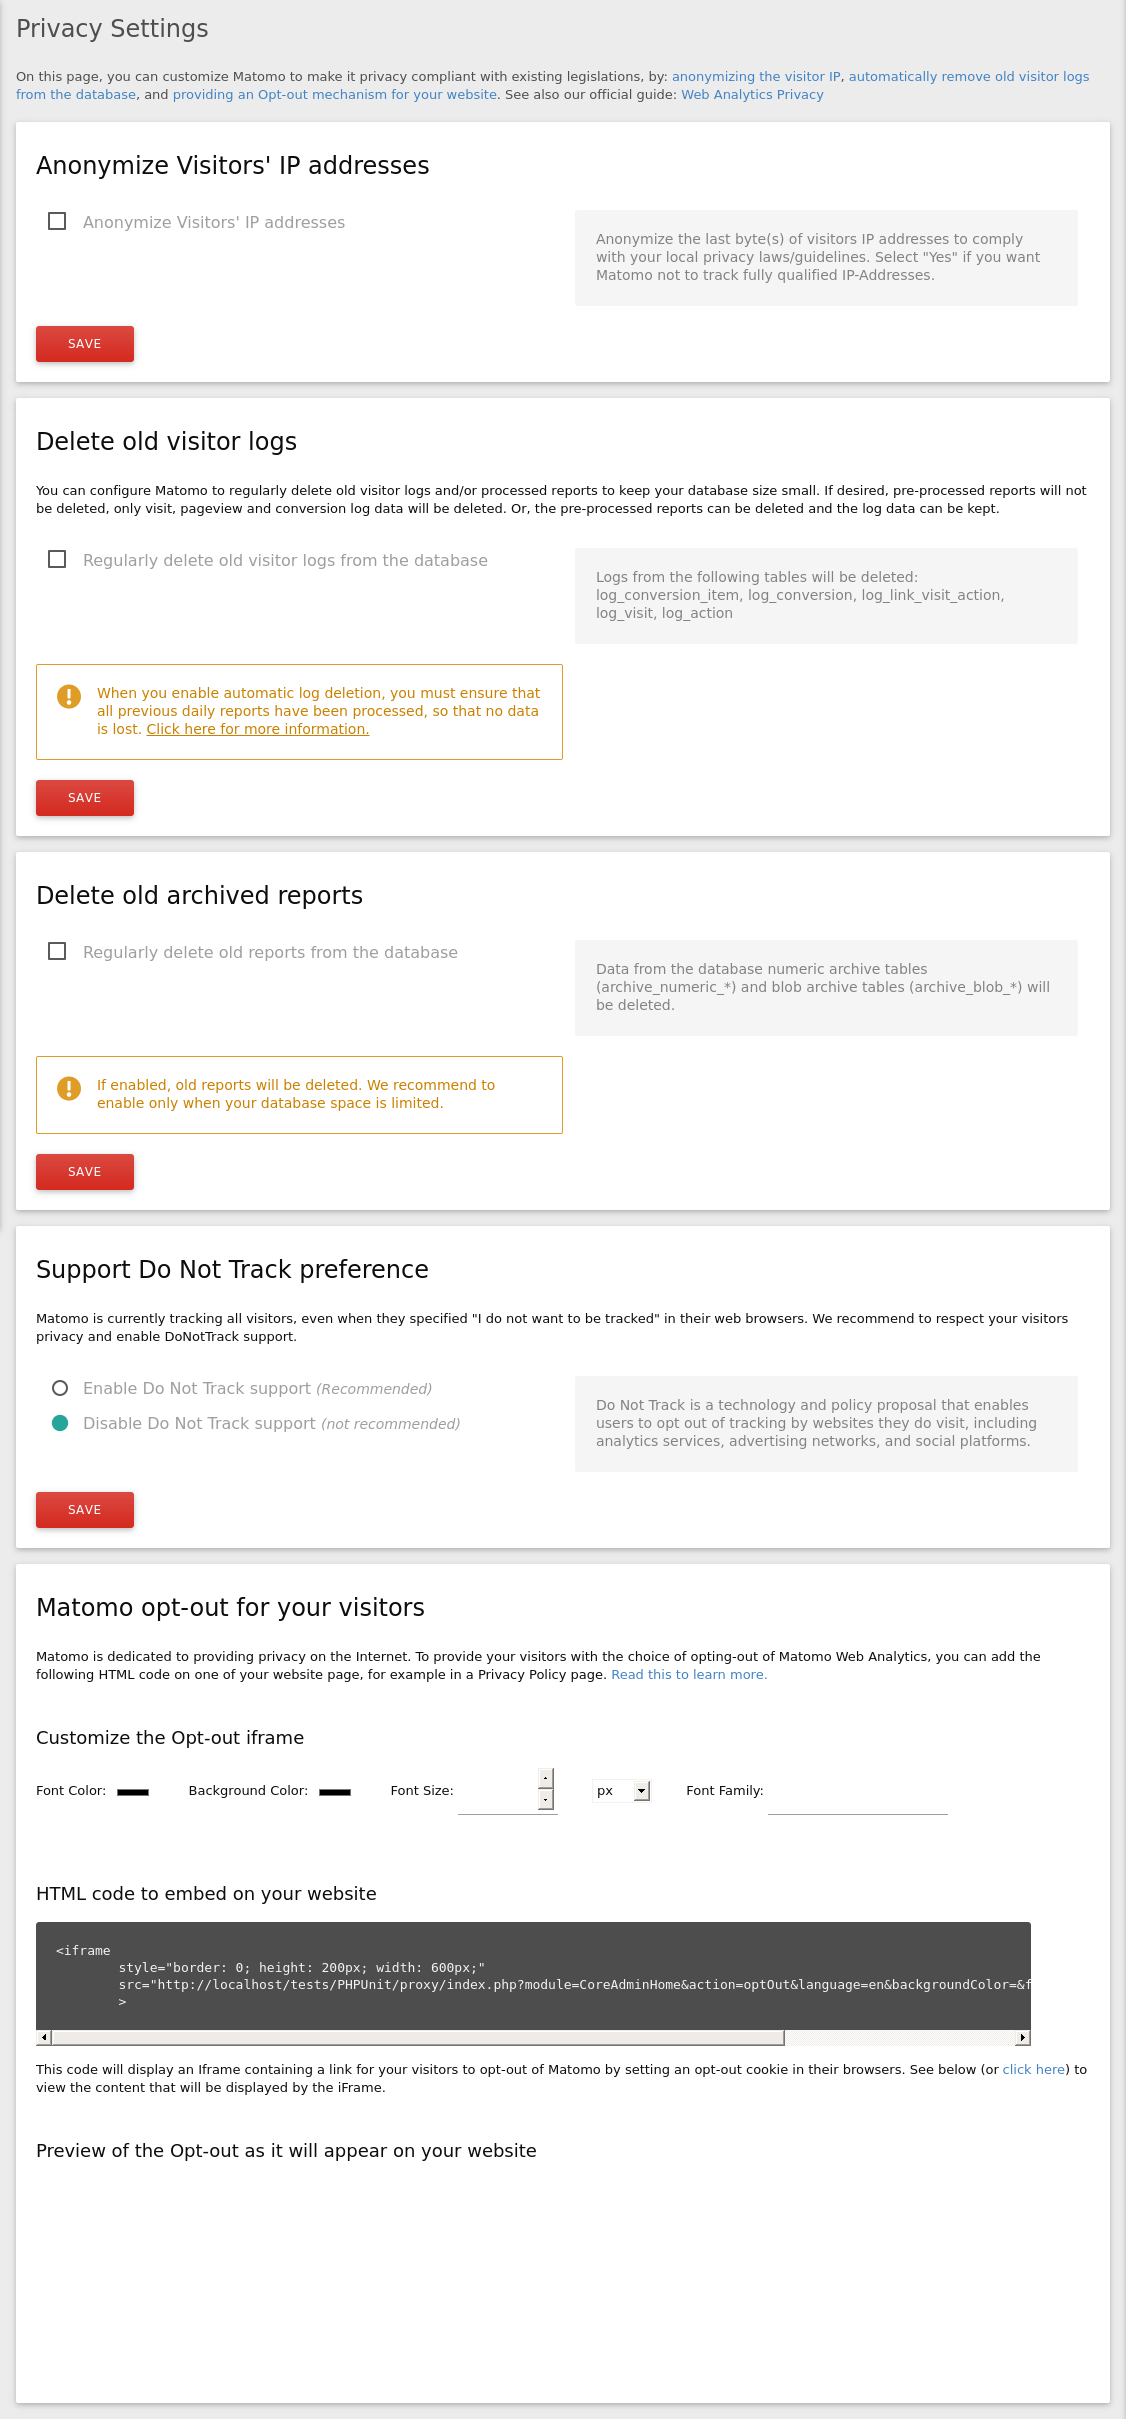 Privacy Settings
On this page, you can customize Matomo to make it privacy compliant with existing legislations, by: anonymizing the visitor IP, automatically remove old visitor logs
from the database, and providing an Opt-out mechanism for your website. See also our official guide: Web Analytics Privacy
Anonymize Visitors' IP addresses
Anonymize Visitors' IP addresses
Anonymize the last byte(s) of visitors IP addresses to comply
with your local privacy laws/guidelines. Select "Yes" if you want
Matomo not to track fully qualified IP-Addresses.
SAVE
Delete old visitor logs
You can configure Matomo to regularly delete old visitor logs and/or processed reports to keep your database size small. If desired, pre-processed reports will not
be deleted, only visit, pageview and conversion log data will be deleted. Or, the pre-processed reports can be deleted and the log data can be kept.
Regularly delete old visitor logs from the database
Logs from the following tables will be deleted:
log_conversion_item, log_conversion, log_link_visit_action,
log_visit, log_action
When you enable automatic log deletion, you must ensure that
all previous daily reports have been processed, so that no data
is lost. Click here for more information.
SAVE
Delete old archived reports
Regularly delete old reports from the database
Data from the database numeric archive tables
(archive_numeric_*) and blob archive tables (archive_blob_*) will
be deleted.
If enabled, old reports will be deleted. We recommend to
enable only when your database space is limited.
SAVE
Support Do Not Track preference
Matomo is currently tracking all visitors, even when they specified "I do not want to be tracked" in their web browsers. We recommend to respect your visitors
privacy and enable DoNotTrack support.
Enable Do Not Track support (Recommended)
Disable Do Not Track support (not recommended)
Do Not Track is a technology and policy proposal that enables
users to opt out of tracking by websites they do visit, including
analytics services, advertising networks, and social platforms.
SAVE
Matomo opt-out for your visitors
Matomo is dedicated to providing privacy on the Internet. To provide your visitors with the choice of opting-out of Matomo Web Analytics, you can add the
following HTML code on one of your website page, for example in a Privacy Policy page. Read this to learn more.
Customize the Opt-out iframe
Font Color: Background Color: Font Size: px Font Family:
HTML code to embed on your website
<iframe
style="border: 0; height: 200px; width: 600px;"
src="http://localhost/tests/PHPUnit/proxy/index.php?module=CoreAdminHome&action=optOut&language=en&backgroundColor=&f
>
This code will display an Iframe containing a link for your visitors to opt-out of Matomo by setting an opt-out cookie in their browsers. See below (or click here) to
view the content that will be displayed by the iFrame.
Preview of the Opt-out as it will appear on your website